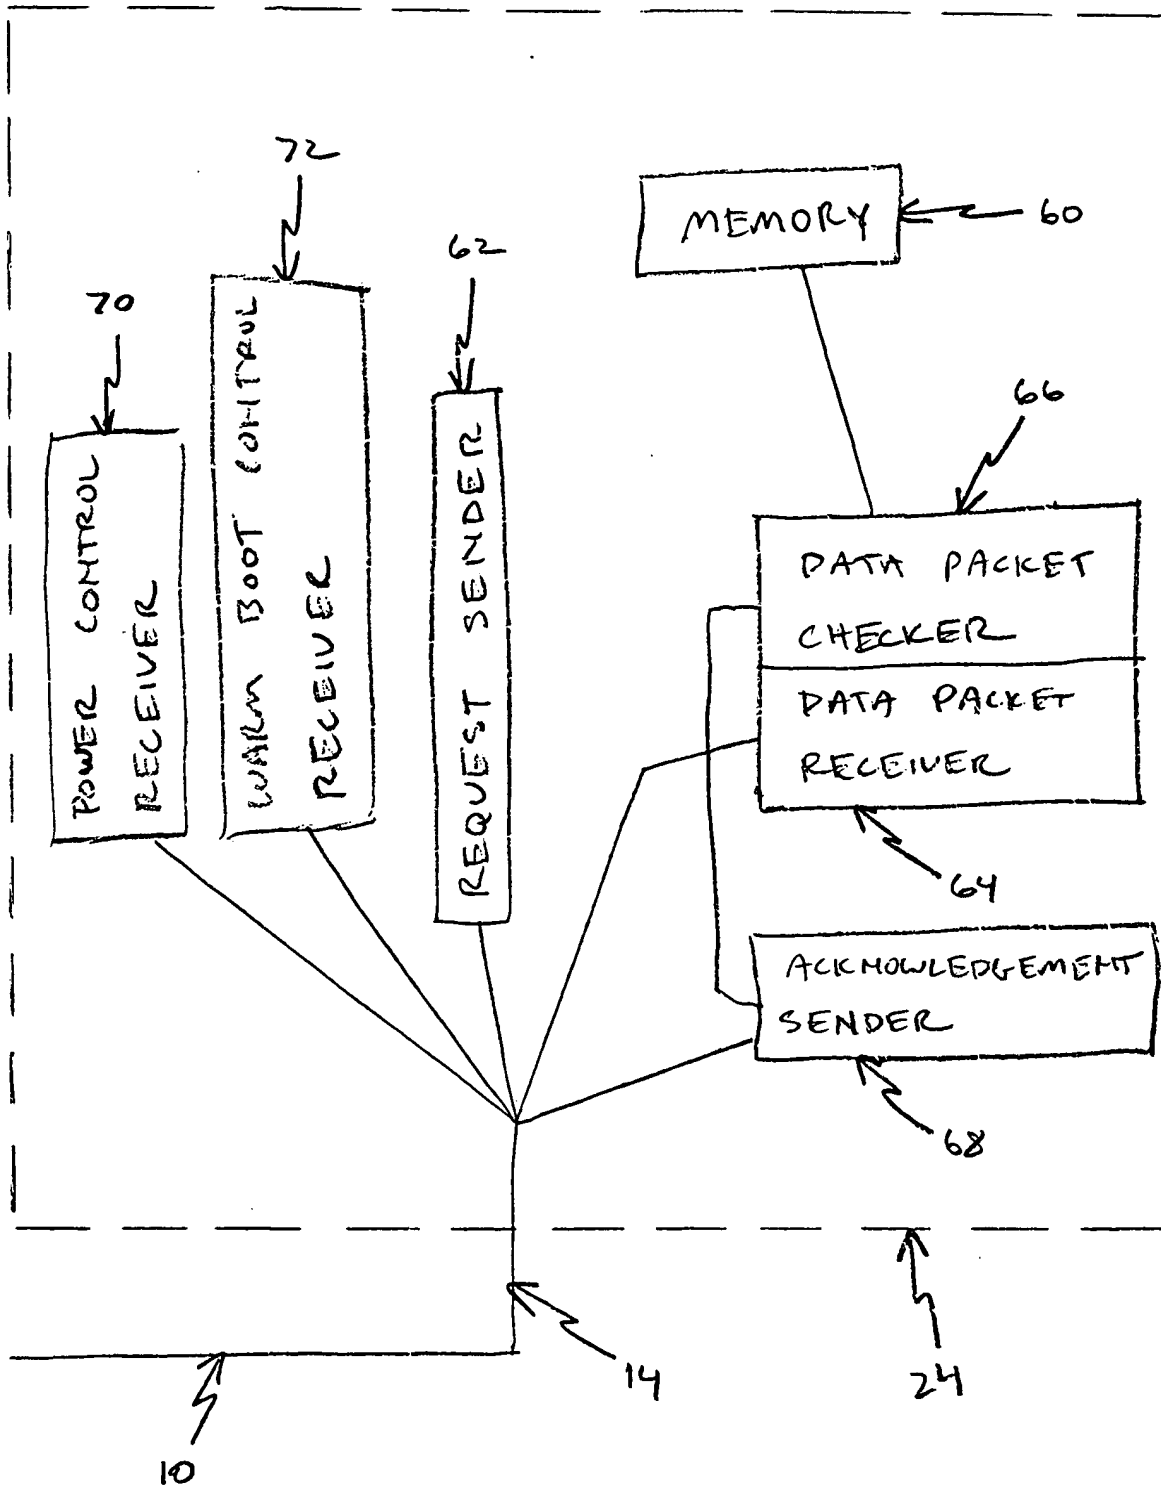 72
MEMORY
60
62
70
66
POWER CONTROL
RECEIVER
WARM BOOT CONTROL
RECEIVER
REQUEST SENDER
DATA PACKET
CHECKER
DATA PACKET
RECEIVER
64
ACKNOWLEDGEMENT
SENDER
68
14
24
10